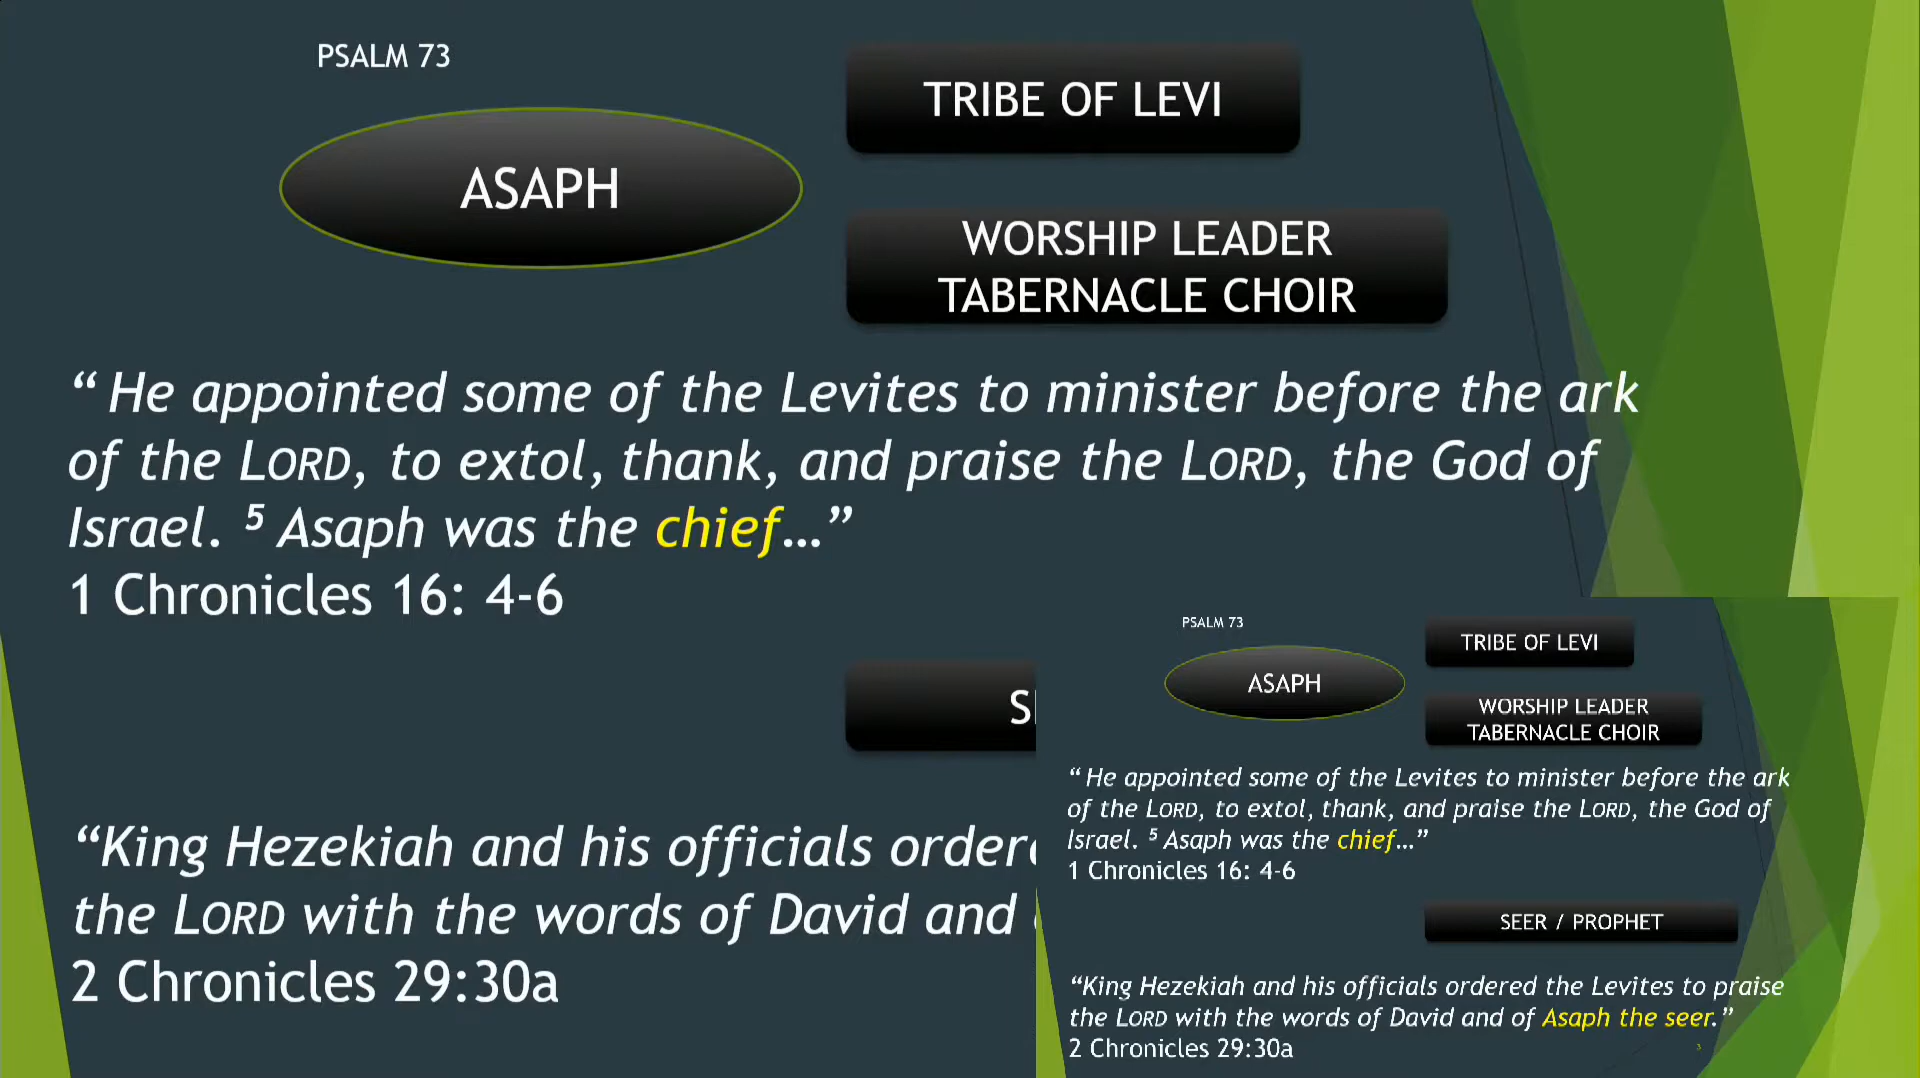 PSALM 73
TRIBE OF LEVI
ASAPH
WORSHIP LEADER
TABERNACLE CHOIR
“ He appointed some of the Levites to minister before the ark
of the LORD, to extol, thank, and praise the LORD, the God of
Israel. ⁵ Asaph was the chief…”
1 Chronicles 16: 4-6
“King Hezekiah and his officials
the LORD with the words of David and
2 Chronicles 29:30a
PSALM 73
TRIBE OF LEVI
ASAPH
WORSHIP LEADER
TABERNACLE CHOIR
“ He appointed some of the Levites to minister before the ark
of the LORD, to extol, thank, and praise the LORD, the God of
Israel. ⁵ Asaph was the chief…”
1 Chronicles 16: 4-6
SEER / PROPHET
“King Hezekiah and his officials ordered the Levites to praise
the LORD with the words of David and of Asaph the seer.”
2 Chronicles 29:30a
3